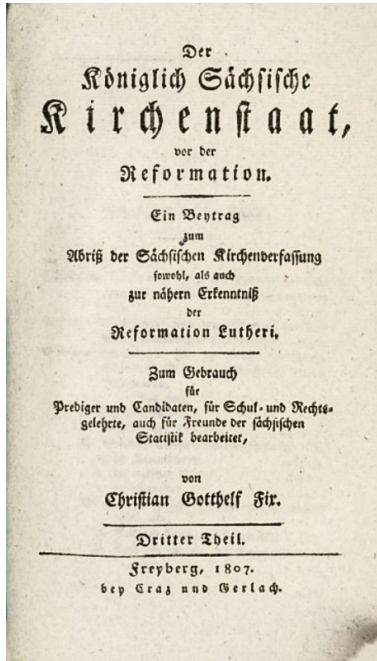 Der
Königlich Sächsische
Kirchenstaat,
vor der
Reformation.
Ein Beytrag
zum
Abriß der Sächsischen Kirchenverfassung
sowohl, als auch
zur nähern Erkenntniß
der
Reformation Lutheri,
Zum Gebrauch
für
Prediger und Candidaten, für Schul- und Rechts-
gelehrte, auch für Freunde der sächsischen
Statistik bearbeitet,
von
Christian Gotthelf Fix.
Dritter Theil.
Freyberg, 1807.
bey Craz und Gerlach.